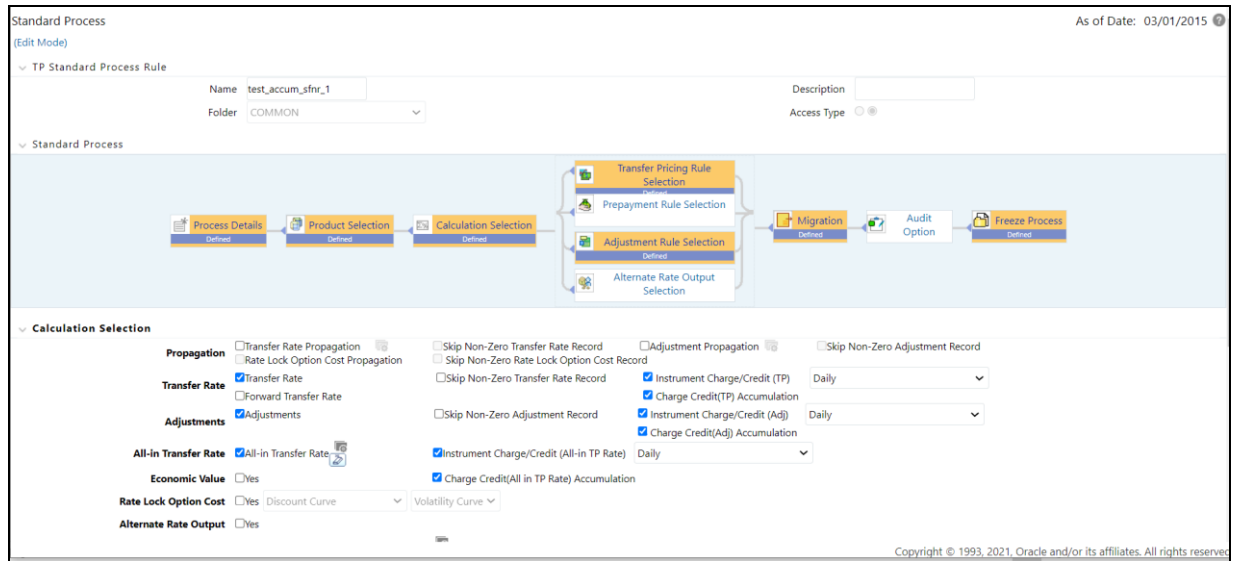 Standard Process As of Date: 03/01/2015
(Edit Mode)
TP Standard Process Rule
Name test_accum_sfnr_1 Description
Folder COMMON Access Type
Standard Process
Transfer Pricing Rule
Selection
Defined
Prepayment Rule Selection
Process Details Product Selection Calculation Selection Migration Audit Option Freeze Process
Defined Defined Defined Defined Defined
Adjustment Rule Selection
Defined
Alternate Rate Output
Selection
Calculation Selection
Propagation Transfer Rate Propagation Skip Non-Zero Transfer Rate Record Adjustment Propagation Skip Non-Zero Adjustment Record
Rate Lock Option Cost Propagation Skip Non-Zero Rate Lock Option Cost Record
Transfer Rate Transfer Rate Skip Non-Zero Transfer Rate Record Instrument Charge/Credit (TP) Daily
Forward Transfer Rate Charge Credit(TP) Accumulation
Adjustments Adjustments Skip Non-Zero Adjustment Record Instrument Charge/Credit (Adj) Daily
Charge Credit(Adj) Accumulation
All-in Transfer Rate All-in Transfer Rate Instrument Charge/Credit (All-in TP Rate) Daily
Economic Value Yes Charge Credit(All in TP Rate) Accumulation
Rate Lock Option Cost Yes Discount Curve Volatility Curve
Alternate Rate Output Yes
Copyright © 1993, 2021, Oracle and/or its affiliates. All rights reserved